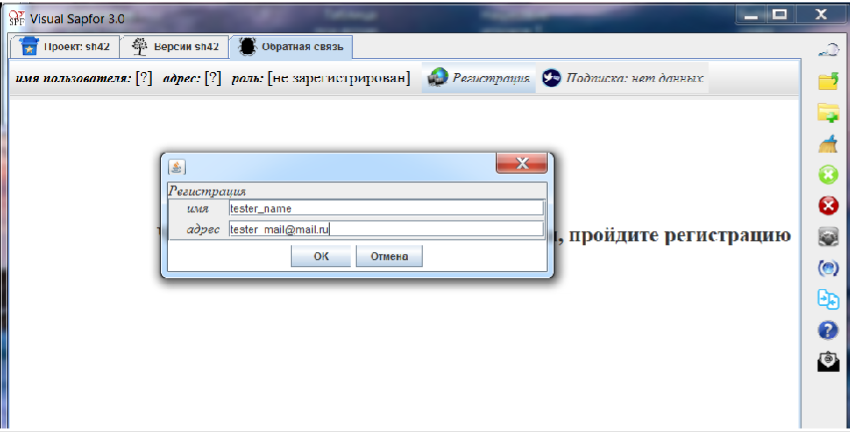 Visual Sapfor 3.0
Проект: sh42 Версии sh42 Обратная связь
имя пользователя: [?] адрес: [?] роль: [не зарегистрирован] Регистрация Подписка: нет данных
Регистрация
имя tester_name
адрес tester_mail@mail.ru
, пройдите регистрацию
OK Отмена